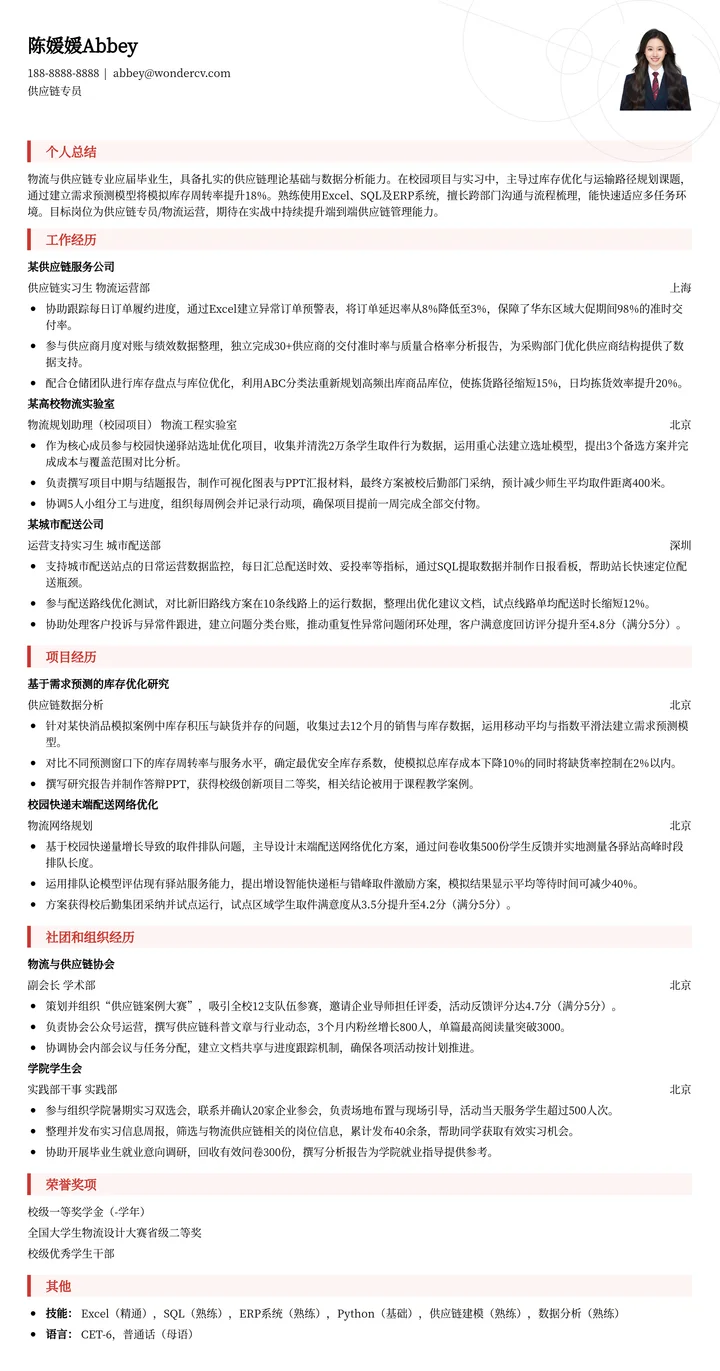 陈媛媛Abbey
188-8888-8888 | abbey@wondercv.com
供应链专员
个人总结
物流与供应链专业应届毕业生，具备扎实的供应链理论基础与数据分析能力。在校园项目与实习中，主导过库存优化与运输路径规划课题，
通过建立需求预测模型将模拟库存周转率提升18%。熟练使用Excel、SQL及ERP系统，擅长跨部门沟通与流程梳理，能快速适应多任务环
境。目标岗位为供应链专员/物流运营，期待在实战中持续提升端到端供应链管理能力。
工作经历
某供应链服务公司
供应链实习生 物流运营部 上海
• 协助跟踪每日订单履约进度，通过Excel建立异常订单预警表，将订单延迟率从8%降低至3%，保障了华东区域大促期间98%的准时交
付率。
• 参与供应商月度对账与绩效数据整理，独立完成30+供应商的交付准时率与质量合格率分析报告，为采购部门优化供应商结构提供了数
据支持。
• 配合仓储团队进行库存盘点与库位优化，利用ABC分类法重新规划高频出库商品库位，使拣货路径缩短15%，日均拣货效率提升20%。
某高校物流实验室
物流规划助理（校园项目） 物流工程实验室 北京
• 作为核心成员参与校园快递驿站选址优化项目，收集并清洗2万条学生取件行为数据，运用重心法建立选址模型，提出3个备选方案并完
成成本与覆盖范围对比分析。
• 负责撰写项目中期与结题报告，制作可视化图表与PPT汇报材料，最终方案被校后勤部门采纳，预计减少师生平均取件距离400米。
• 协调5人小组分工与进度，组织每周例会并记录行动项，确保项目提前一周完成全部交付物。
某城市配送公司
运营支持实习生 城市配送部 深圳
• 支持城市配送站点的日常运营数据监控，每日汇总配送时效、妥投率等指标，通过SQL提取数据并制作日报看板，帮助站长快速定位配
送瓶颈。
• 参与配送路线优化测试，对比新旧路线方案在10条线路上的运行数据，整理出优化建议文档，试点线路单均配送时长缩短12%。
• 协助处理客户投诉与异常件跟进，建立问题分类台账，推动重复性异常问题闭环处理，客户满意度回访评分提升至4.8分（满分5分）。
项目经历
基于需求预测的库存优化研究
供应链数据分析 北京
• 针对某快消品模拟案例中库存积压与缺货并存的问题，收集过去12个月的销售与库存数据，运用移动平均与指数平滑法建立需求预测模
型。
• 对比不同预测窗口下的库存周转率与服务水平，确定最优安全库存系数，使模拟总库存成本下降10%的同时将缺货率控制在2%以内。
• 撰写研究报告并制作答辩PPT，获得校级创新项目二等奖，相关结论被用于课程教学案例。
校园快递末端配送网络优化
物流网络规划 北京
• 基于校园快递量增长导致的取件排队问题，主导设计末端配送网络优化方案，通过问卷收集500份学生反馈并实地测量各驿站高峰时段
排队长度。
• 运用排队论模型评估现有驿站服务能力，提出增设智能快递柜与错峰取件激励方案，模拟结果显示平均等待时间可减少40%。
• 方案获得校后勤集团采纳并试点运行，试点区域学生取件满意度从3.5分提升至4.2分（满分5分）。
社团和组织经历
物流与供应链协会
副会长 学术部 北京
• 策划并组织“供应链案例大赛”，吸引全校12支队伍参赛，邀请企业导师担任评委，活动反馈评分达4.7分（满分5分）。
• 负责协会公众号运营，撰写供应链科普文章与行业动态，3个月内粉丝增长800人，单篇最高阅读量突破3000。
• 协调协会内部会议与任务分配，建立文档共享与进度跟踪机制，确保各项活动按计划推进。
学院学生会
实践部干事 实践部 北京
• 参与组织学院暑期实习双选会，联系并确认20家企业参会，负责场地布置与现场引导，活动当天服务学生超过500人次。
• 整理并发布实习信息周报，筛选与物流供应链相关的岗位信息，累计发布40余条，帮助同学获取有效实习机会。
• 协助开展毕业生就业意向调研，回收有效问卷300份，撰写分析报告为学院就业指导提供参考。
荣誉奖项
校级一等奖学金（-学年）
全国大学生物流设计大赛省级二等奖
校级优秀学生干部
其他
• 技能： Excel（精通），SQL（熟练），ERP系统（熟练），Python（基础），供应链建模（熟练），数据分析（熟练）
• 语言： CET-6，普通话（母语）